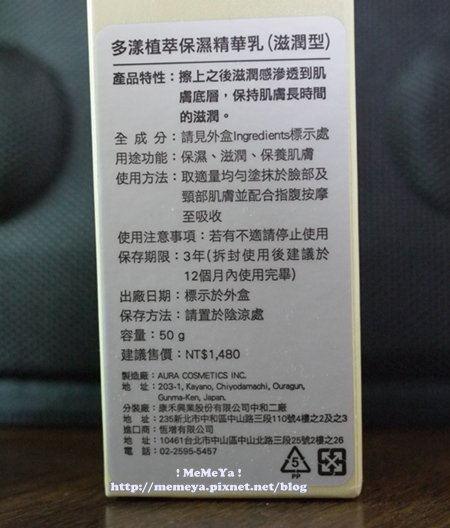 多漾植萃保濕精華乳(滋潤型)
產品特性：擦上之後滋潤感滲透到肌
膚底層，保持肌膚長時間
的滋潤。
全 成 分：請見外盒Ingredients標示處
用途功能：保濕、滋潤、保養肌膚
使用方法：取適量均勻塗抹於臉部及
頸部肌膚並配合指腹按摩
至吸收
使用注意事項：若有不適請停止使用
保存期限：3年(拆封使用後建議於
12個月內使用完畢)
出廠日期：標示於外盒
保存方法：請置於陰涼處
容量：50 g
建議售價：NT$1,480
製造廠：AURA COSMETICS INC.
地 址：203-1, Kayano, Chiyodamachi, Ouragun,
Gunma-Ken, Japan.
分裝廠：康禾興業股份有限公司中和二廠
地 址：235新北市中和區中山路三段110號4樓之2及之3
進口商：恆增有限公司
地 址：10461台北市中山區中山北路三段25號2樓之26
電 話：02-2595-5457
5
PP
! MeMeYa !
http://memeya.pixnet.net/blog